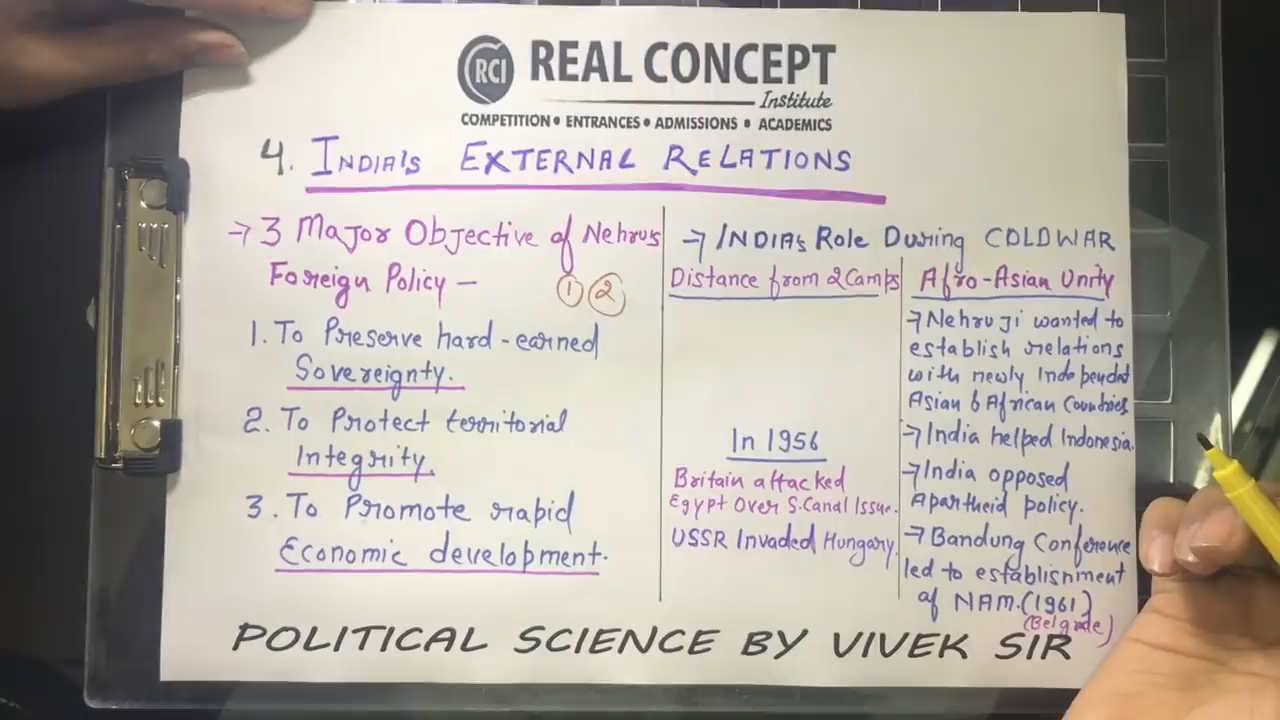 RCI
REAL CONCEPT
Institute
COMPETITION • ENTRANCES • ADMISSIONS • ACADEMICS
4. INDIA's EXTERNAL RELATIONS
→ 3 Major Objective of Nehru's
Foreign Policy —
① ②
1. To Preserve hard-earned
Sovereignty.
2. To Protect territorial
Integrity.
3. To Promote rapid
Economic development.
→ INDIA's Role During COLDWAR
Distance from 2 Camps
In 1956
Britain attacked
Egypt Over S.Canal Issue.
USSR Invaded Hungary.
Afro-Asian Unity
→ Nehru Ji wanted to
establish relations
with newly Independed
Asian & African Countries.
→ India helped Indonesia.
→ India opposed
Apartheid policy.
→ Bandung Conference
led to establishment
of NAM. (1961)
(Belgrade)
POLITICAL SCIENCE BY VIVEK SIR